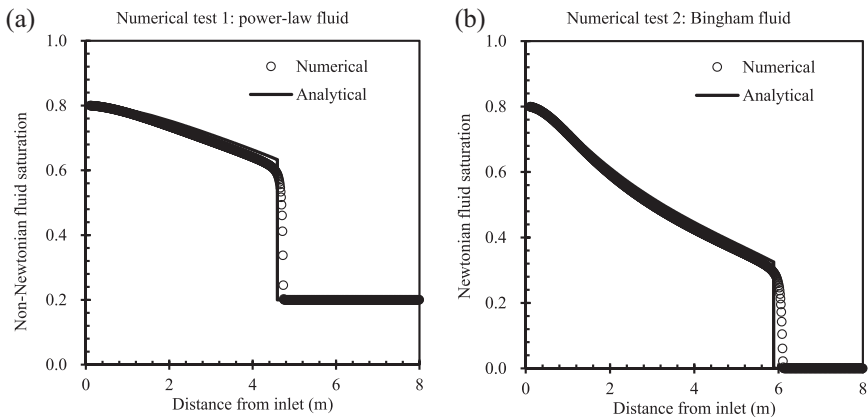 (a)
Numerical test 1: power-law fluid
1.0
0.8
0.6
0.4
0.2
0.0
Non-Newtonian fluid saturation
Numerical
Analytical
0 2 4 6 8
Distance from inlet (m)
(b)
Numerical test 2: Bingham fluid
1.0
0.8
0.6
0.4
0.2
0.0
Newtonian fluid saturation
Numerical
Analytical
0 2 4 6 8
Distance from inlet (m)